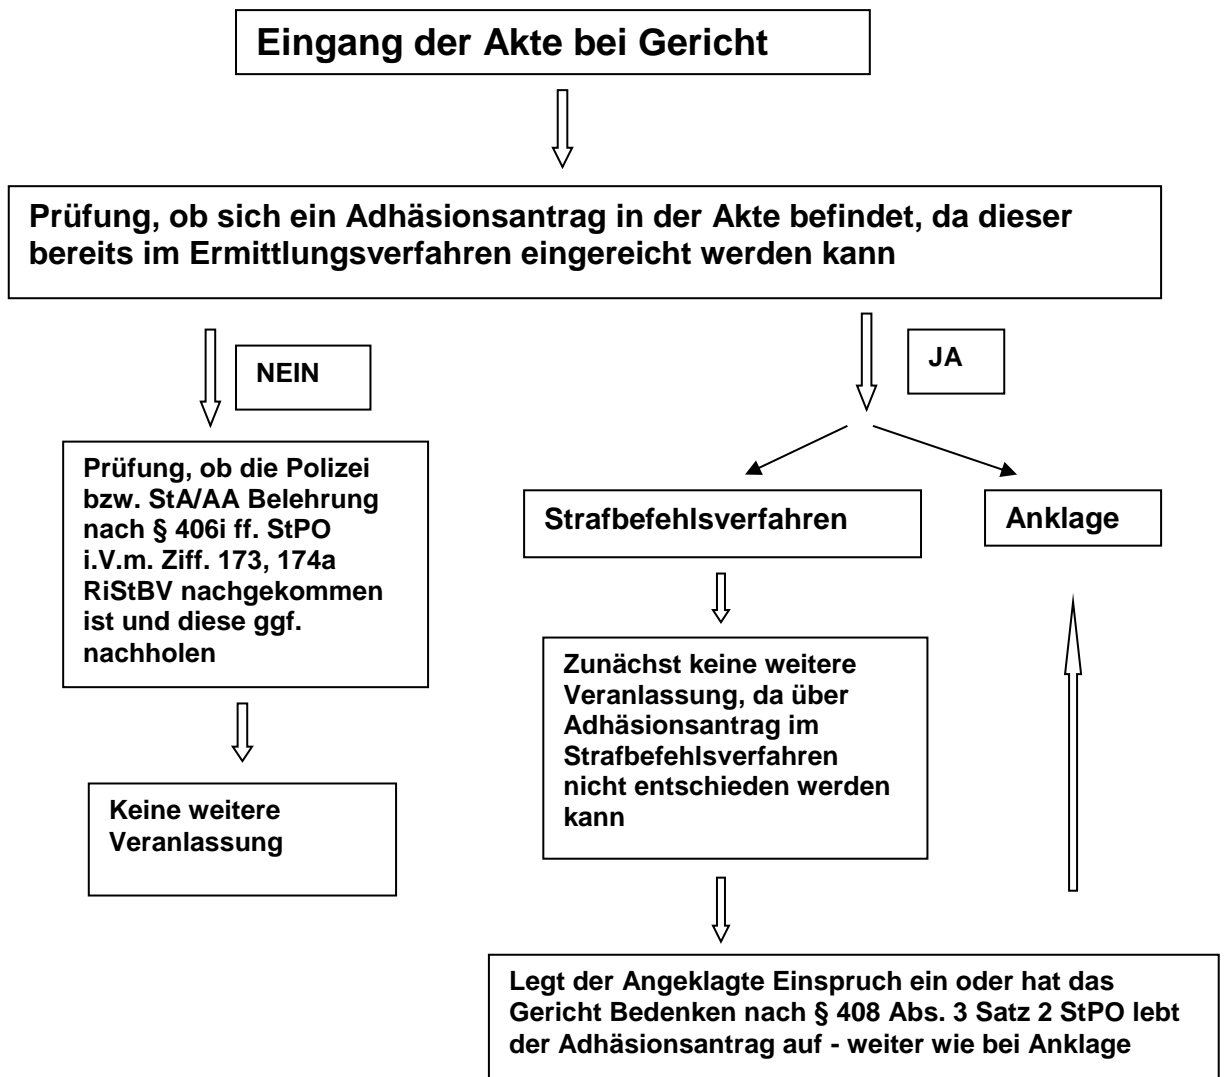 Eingang der Akte bei Gericht
Prüfung, ob sich ein Adhäsionsantrag in der Akte befindet, da dieser
bereits im Ermittlungsverfahren eingereicht werden kann
NEIN
JA
Prüfung, ob die Polizei
bzw. StA/AA Belehrung
nach § 406i ff. StPO
i.V.m. Ziff. 173, 174a
RiStBV nachgekommen
ist und diese ggf.
nachholen
Keine weitere
Veranlassung
Strafbefehlsverfahren
Anklage
Zunächst keine weitere
Veranlassung, da über
Adhäsionsantrag im
Strafbefehlsverfahren
nicht entschieden werden
kann
Legt der Angeklagte Einspruch ein oder hat das
Gericht Bedenken nach § 408 Abs. 3 Satz 2 StPO lebt
der Adhäsionsantrag auf - weiter wie bei Anklage